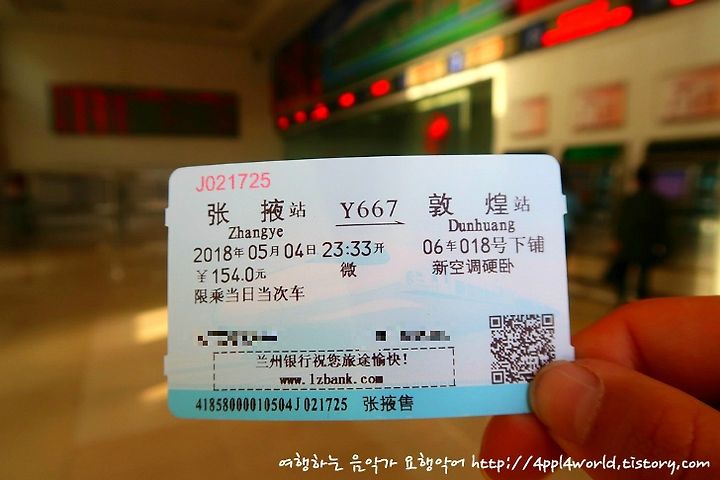 J021725
张 掖站 Y667 敦 煌站
Zhangye Dunhuang
2018年05月04日 23:33开 06车018号下铺
￥154.0元 微 新空调硬卧
限乘当日当次车
兰州银行祝您旅途愉快！
www.lzbank.com
41858000010504J021725 张掖售
여행하는 음악가 요행악어 http://4ppl4world.tistory.com